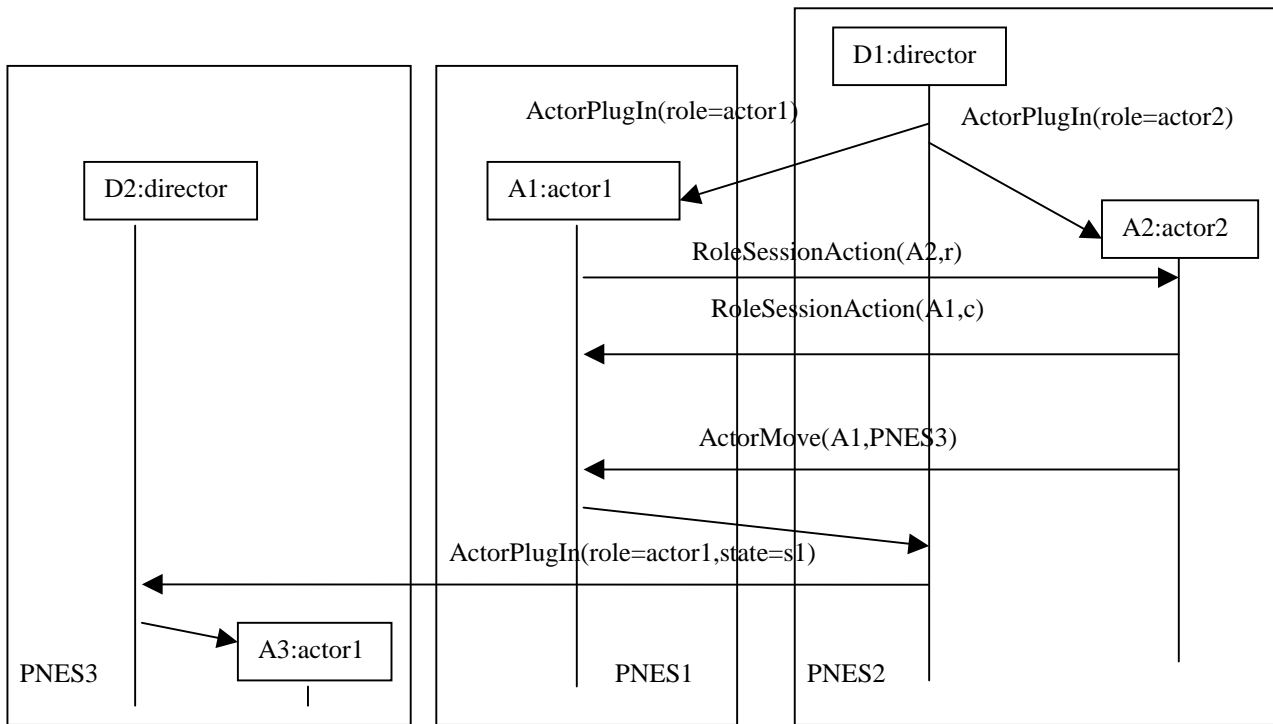 D1:director
ActorPlugIn(role=actor1)
ActorPlugIn(role=actor2)
D2:director
A1:actor1
A2:actor2
RoleSessionAction(A2,r)
RoleSessionAction(A1,c)
ActorMove(A1,PNES3)
ActorPlugIn(role=actor1,state=s1)
A3:actor1
PNES3
PNES1
PNES2